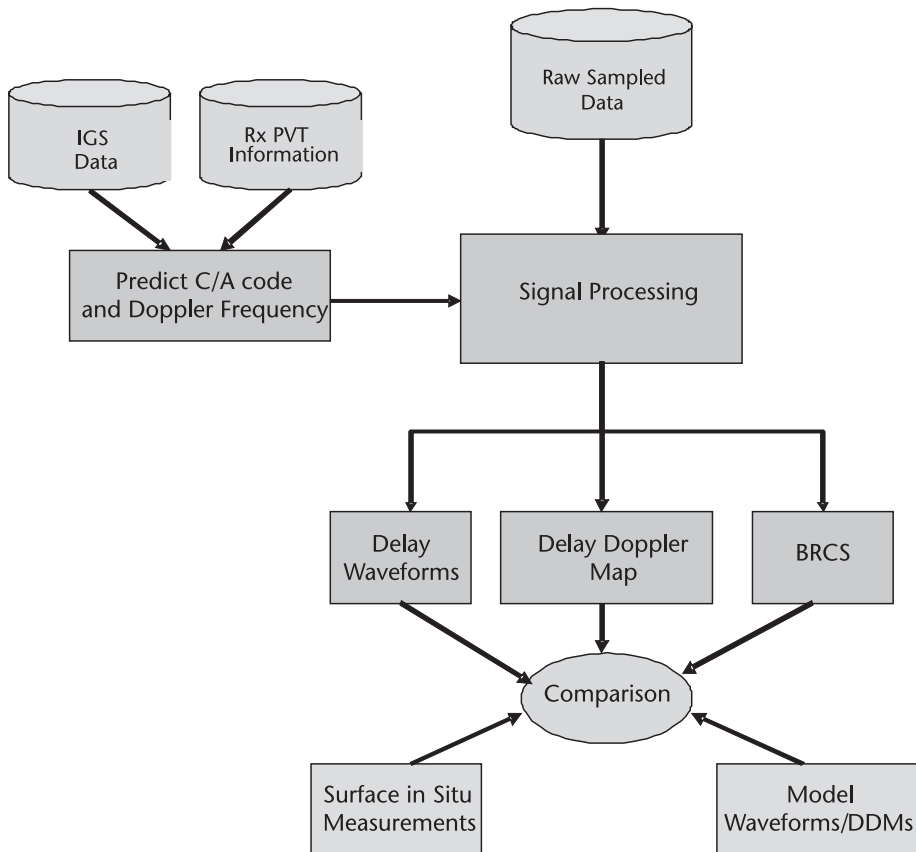 Raw Sampled
Data
IGS
Data
Rx PVT
Information
Predict C/A code
and Doppler Frequency
Signal Processing
Delay
Waveforms
Delay Doppler
Map
BRCS
Comparison
Surface in Situ
Measurements
Model
Waveforms/DDMs